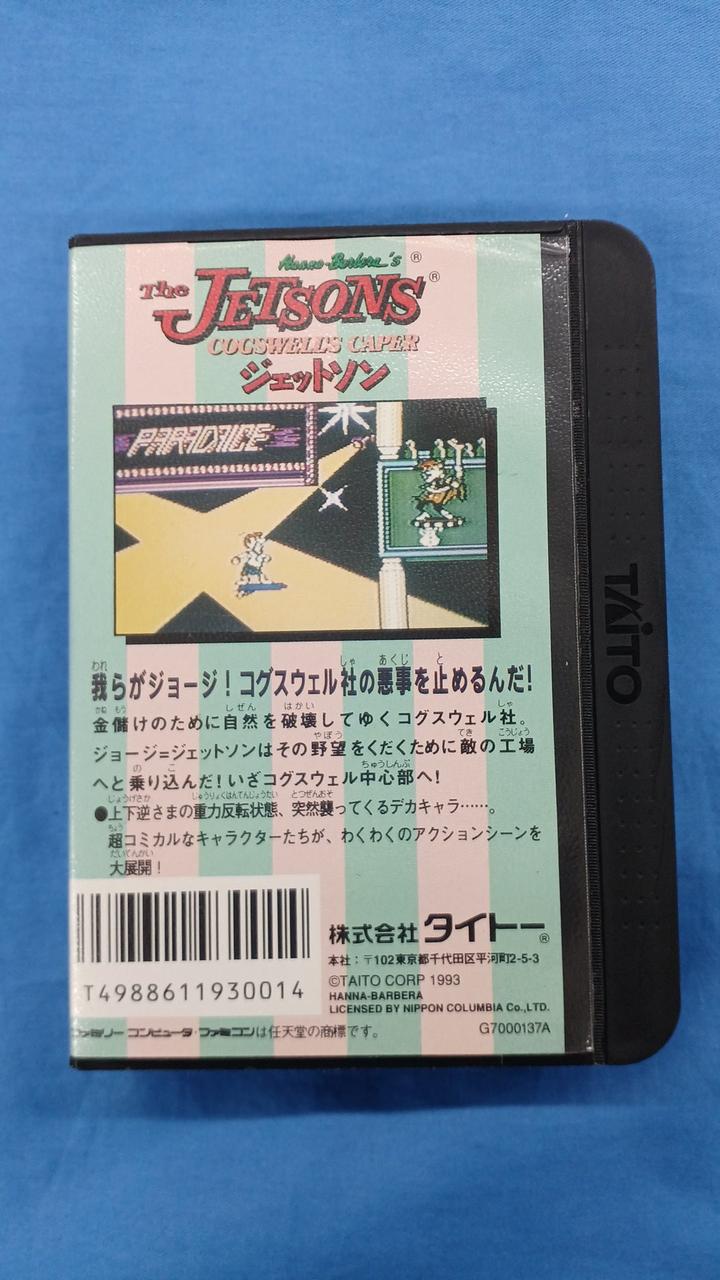 Hanna-Barbera's®
The JETSONS®
COGSWELL'S CAPER
ジェットソン
PARADICE
我らがジョージ!コグスウェル社の悪事を止めるんだ!
金儲けのために自然を破壊してゆくコグスウェル社。
ジョージ=ジェットソンはその野望をくだくために敵の工場
へと乗り込んだ!いざコグスウェル中心部へ!
●上下逆さまの重力反転状態、突然襲ってくるデカキャラ……。
超コミカルなキャラクターたちが、わくわくのアクションシーンを
大展開!
T4988611930014
株式会社タイトー®
本社:〒102東京都千代田区平河町2-5-3
©TAITO CORP 1993
HANNA-BARBERA
LICENSED BY NIPPON COLUMBIA Co.,LTD.
ファミリーコンピュータ・ファミコンは任天堂の商標です。
G7000137A
TAITO